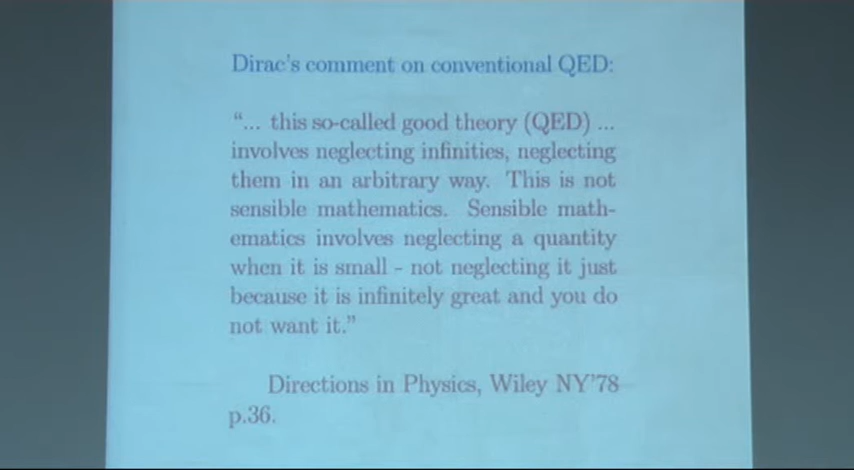 Dirac's comment on conventional QED:
“... this so-called good theory (QED) ...
involves neglecting infinities, neglecting
them in an arbitrary way. This is not
sensible mathematics. Sensible math-
ematics involves neglecting a quantity
when it is small - not neglecting it just
because it is infinitely great and you do
not want it.”
Directions in Physics, Wiley NY'78
p.36.